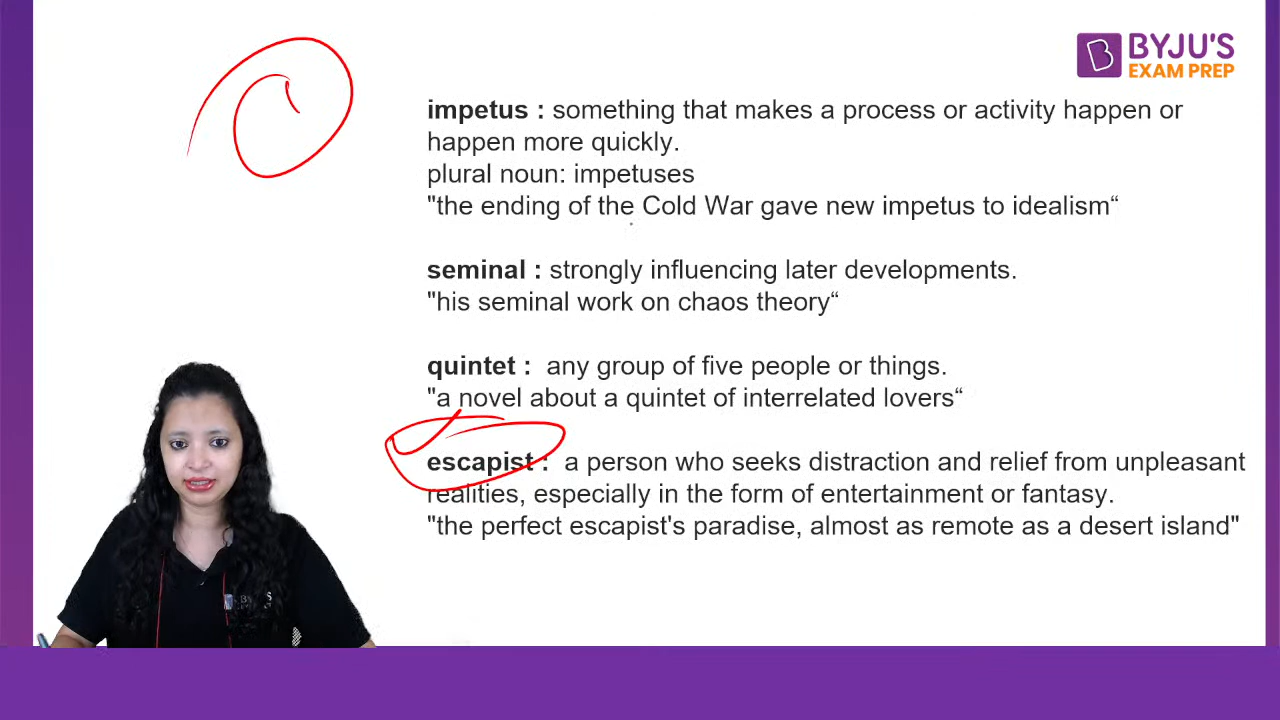 BYJU'S
EXAM PREP
impetus : something that makes a process or activity happen or
happen more quickly.
plural noun: impetuses
"the ending of the Cold War gave new impetus to idealism“
seminal : strongly influencing later developments.
"his seminal work on chaos theory“
quintet :  any group of five people or things.
"a novel about a quintet of interrelated lovers“
escapist :  a person who seeks distraction and relief from unpleasant
realities, especially in the form of entertainment or fantasy.
"the perfect escapist's paradise, almost as remote as a desert island"